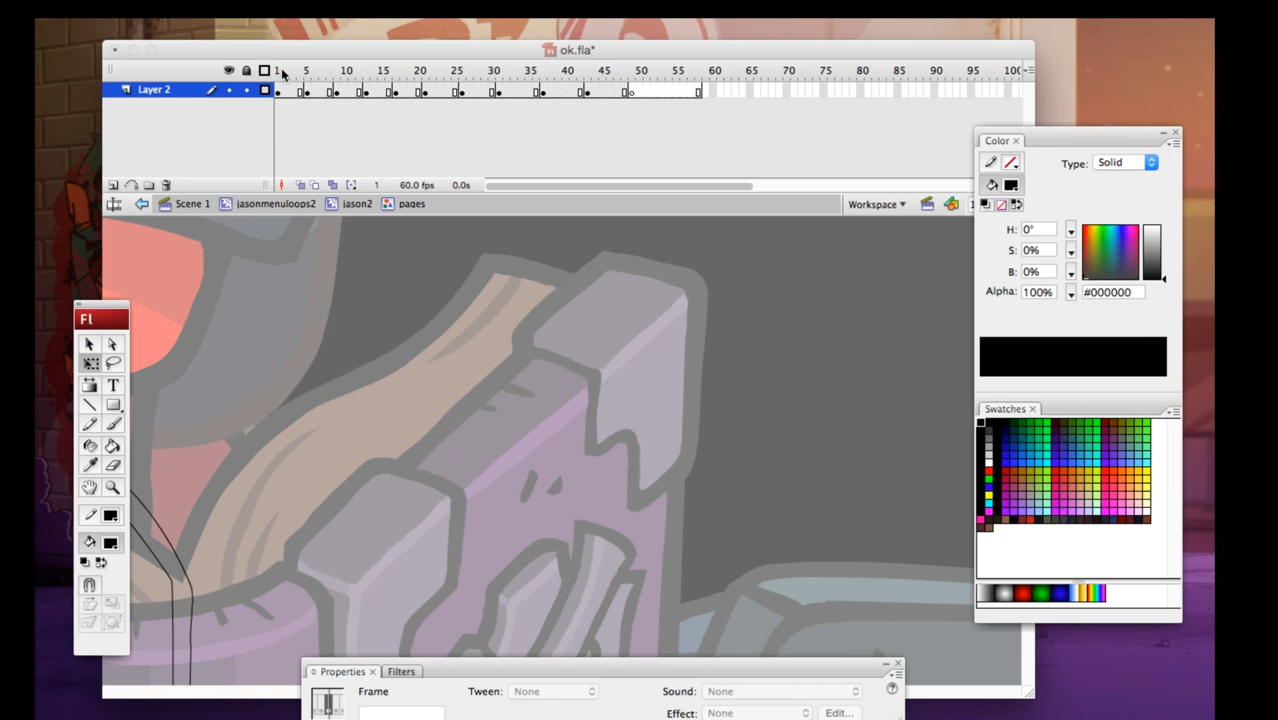 ok.fla*
1 5 10 15 20 25 30 35 40 45 50 55 60 65 70 75 80 85 90 95 100
Layer 2
1 60.0 fps 0.0s
Scene 1 jasonmenuloops2 jason2 pages Workspace 1
Color
Type: Solid
H: 0°
S: 0%
B: 0%
Alpha: 100% #000000
Fl
T
Swatches
Properties Filters
Frame Tween: None Sound: None
Effect: None Edit...